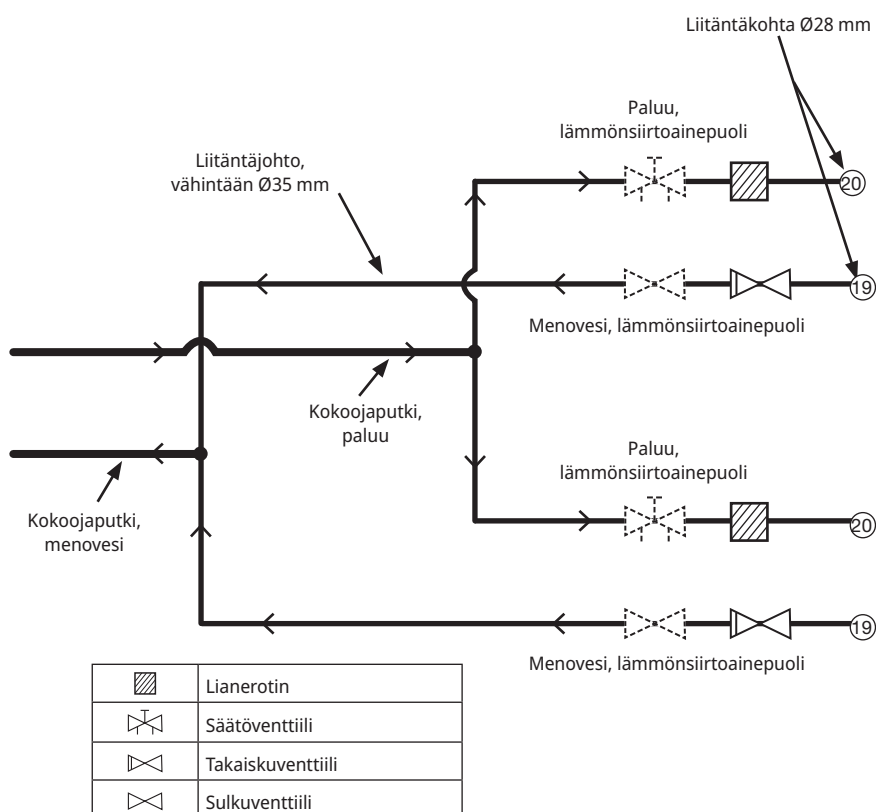 Liitäntäkohta Ø28 mm
Paluu,
lämmönsiirtoainepuoli
Liitäntäjohto,
vähintään Ø35 mm
20
19
Menovesi, lämmönsiirtoainepuoli
Kokoojaputki,
paluu
Paluu,
lämmönsiirtoainepuoli
Kokoojaputki,
menovesi
20
19
Menovesi, lämmönsiirtoainepuoli
Lianerotin
Säätöventtiili
Takaiskuventtiili
Sulkuventtiili